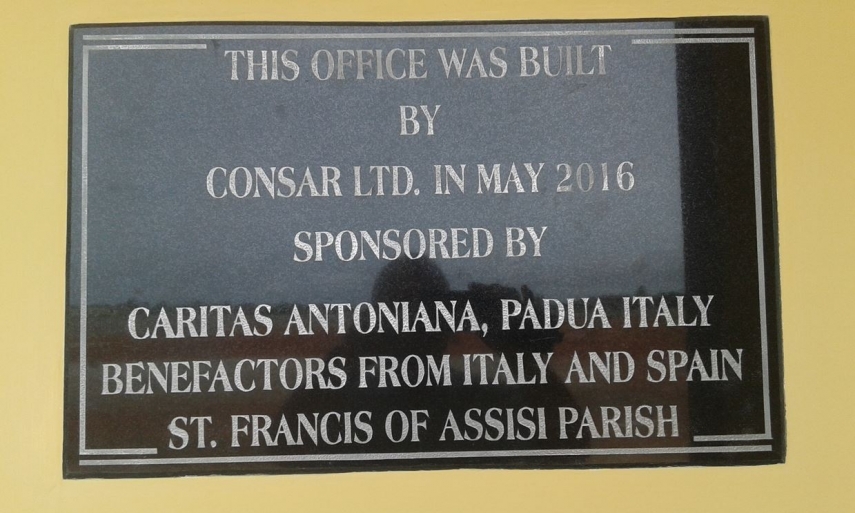 THIS OFFICE WAS BUILT
BY
CONSAR LTD. IN MAY 2016
SPONSORED BY
CARITAS ANTONIANA, PADUA ITALY
BENEFACTORS FROM ITALY AND SPAIN
ST. FRANCIS OF ASSISI PARISH